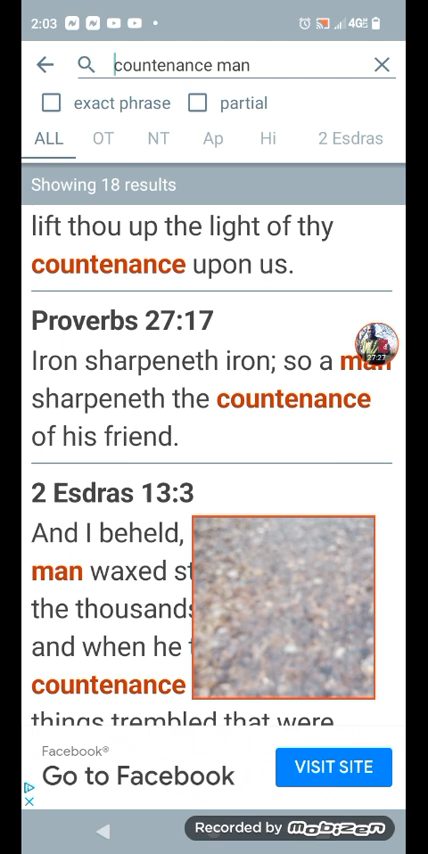 2:03
4G
countenance man
exact phrase partial
ALL OT NT Ap Hi 2 Esdras
Showing 18 results
lift thou up the light of thy
countenance upon us.
Proverbs 27:17
Iron sharpeneth iron; so a man
27:27
sharpeneth the countenance
of his friend.
2 Esdras 13:3
And I beheld,
man waxed
the thousands
and when he
countenance
things trembled that were
Facebook®
Go to Facebook
VISIT SITE
Recorded by mobizen